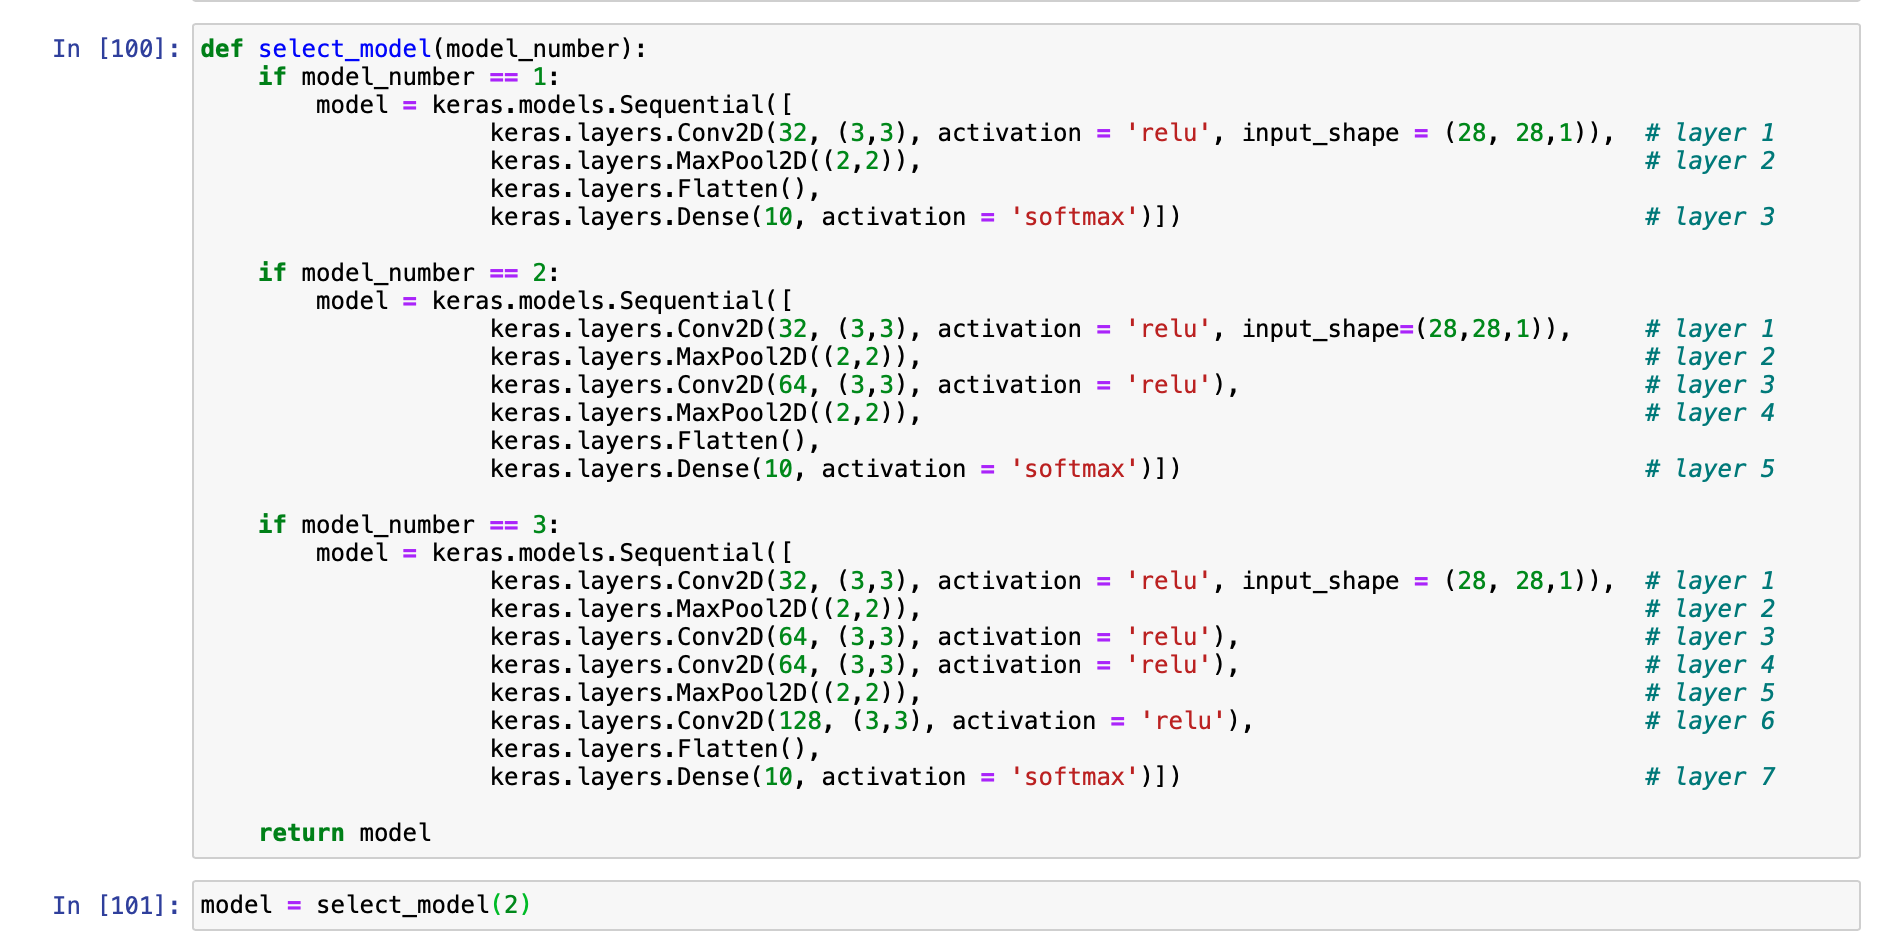 In [100]: def select_model(model_number):
    if model_number == 1:
        model = keras.models.Sequential([
                    keras.layers.Conv2D(32, (3,3), activation = 'relu', input_shape = (28, 28,1)),  # layer 1
                    keras.layers.MaxPool2D((2,2)),                                                  # layer 2
                    keras.layers.Flatten(),
                    keras.layers.Dense(10, activation = 'softmax')])                                # layer 3

    if model_number == 2:
        model = keras.models.Sequential([
                    keras.layers.Conv2D(32, (3,3), activation = 'relu', input_shape=(28,28,1)),     # layer 1
                    keras.layers.MaxPool2D((2,2)),                                                  # layer 2
                    keras.layers.Conv2D(64, (3,3), activation = 'relu'),                            # layer 3
                    keras.layers.MaxPool2D((2,2)),                                                  # layer 4
                    keras.layers.Flatten(),
                    keras.layers.Dense(10, activation = 'softmax')])                                # layer 5

    if model_number == 3:
        model = keras.models.Sequential([
                    keras.layers.Conv2D(32, (3,3), activation = 'relu', input_shape = (28, 28,1)),  # layer 1
                    keras.layers.MaxPool2D((2,2)),                                                  # layer 2
                    keras.layers.Conv2D(64, (3,3), activation = 'relu'),                            # layer 3
                    keras.layers.Conv2D(64, (3,3), activation = 'relu'),                            # layer 4
                    keras.layers.MaxPool2D((2,2)),                                                  # layer 5
                    keras.layers.Conv2D(128, (3,3), activation = 'relu'),                           # layer 6
                    keras.layers.Flatten(),
                    keras.layers.Dense(10, activation = 'softmax')])                                # layer 7

    return model
In [101]: model = select_model(2)